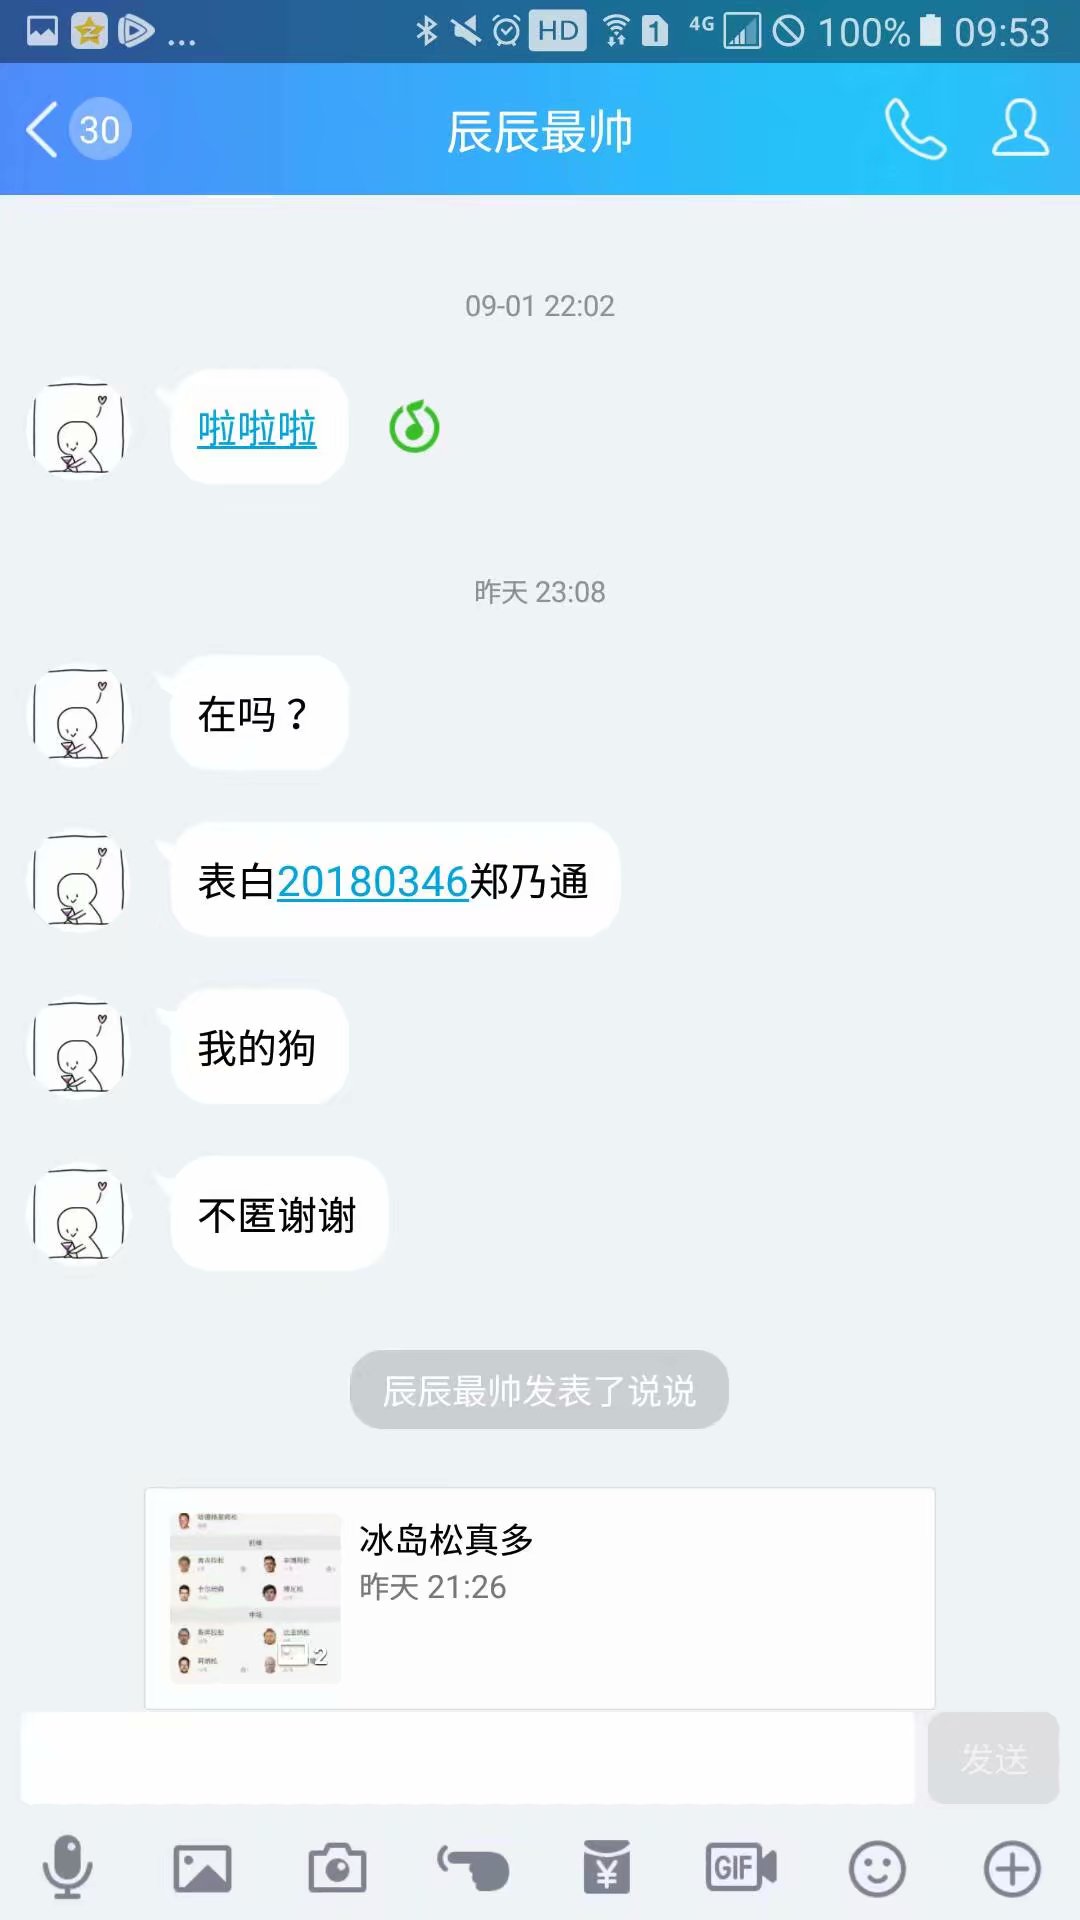 HD 1 4G 100% 09:53
30 辰辰最帅
09-01 22:02
啦啦啦
昨天 23:08
在吗？
表白20180346郑乃通
我的狗
不匿谢谢
辰辰最帅发表了说说
冰岛松真多
昨天 21:26
2
发送
GIF